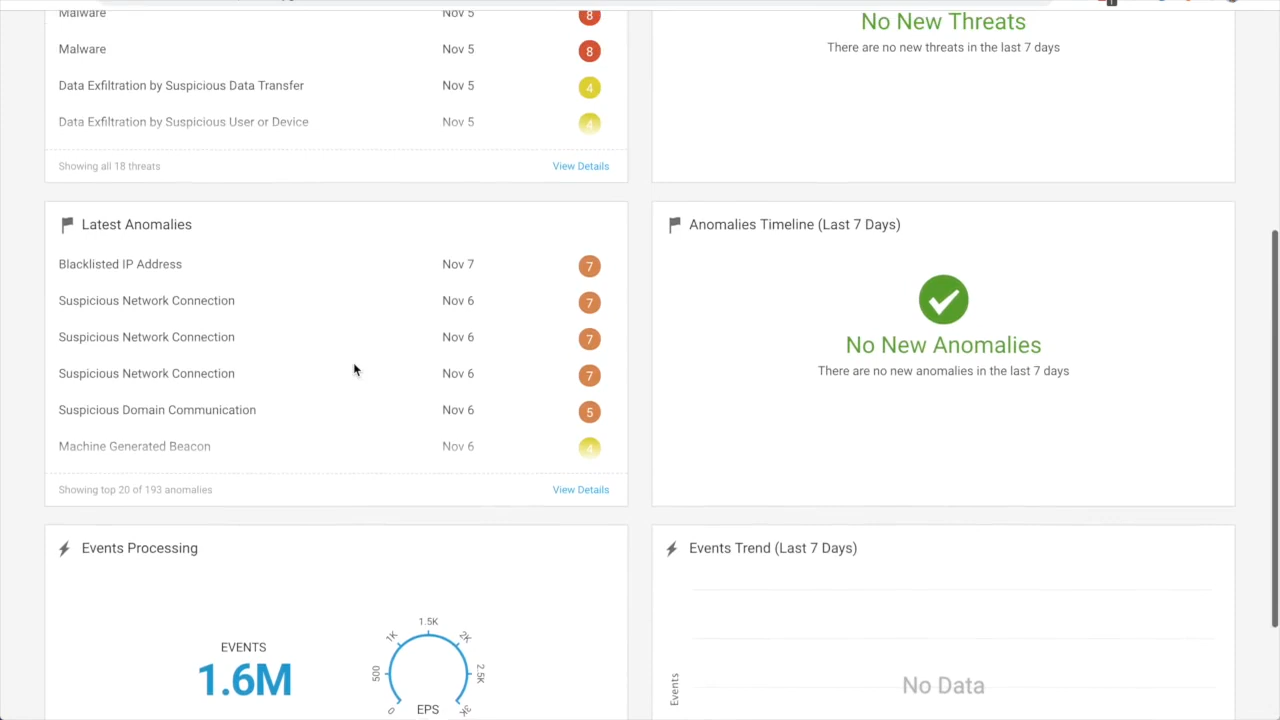 Malware Nov 5 8
Malware Nov 5 8
Data Exfiltration by Suspicious Data Transfer Nov 5 4
Data Exfiltration by Suspicious User or Device Nov 5 4
Showing all 18 threats View Details
No New Threats
There are no new threats in the last 7 days
Latest Anomalies
Blacklisted IP Address Nov 7 7
Suspicious Network Connection Nov 6 7
Suspicious Network Connection Nov 6 7
Suspicious Network Connection Nov 6 7
Suspicious Domain Communication Nov 6 5
Machine Generated Beacon Nov 6 4
Showing top 20 of 193 anomalies View Details
Anomalies Timeline (Last 7 Days)
No New Anomalies
There are no new anomalies in the last 7 days
Events Processing
EVENTS
1.6M
0 500 1K 1.5K 2K 2.5K 3K
EPS
Events Trend (Last 7 Days)
Events
No Data